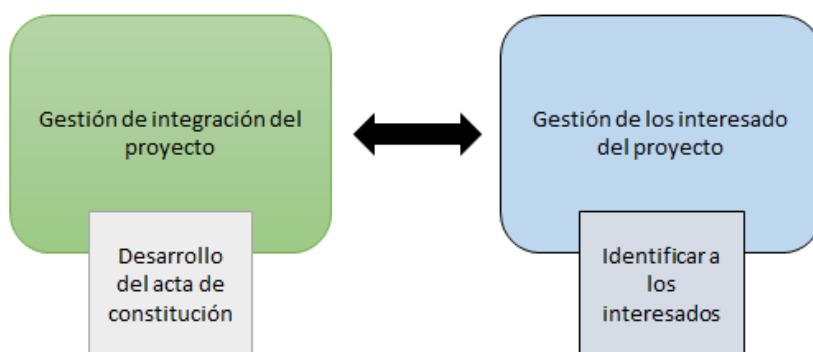 Gestión de integración del
proyecto
Gestión de los interesado
del proyecto
Desarrollo
del acta de
constitución
Identificar a
los
interesados